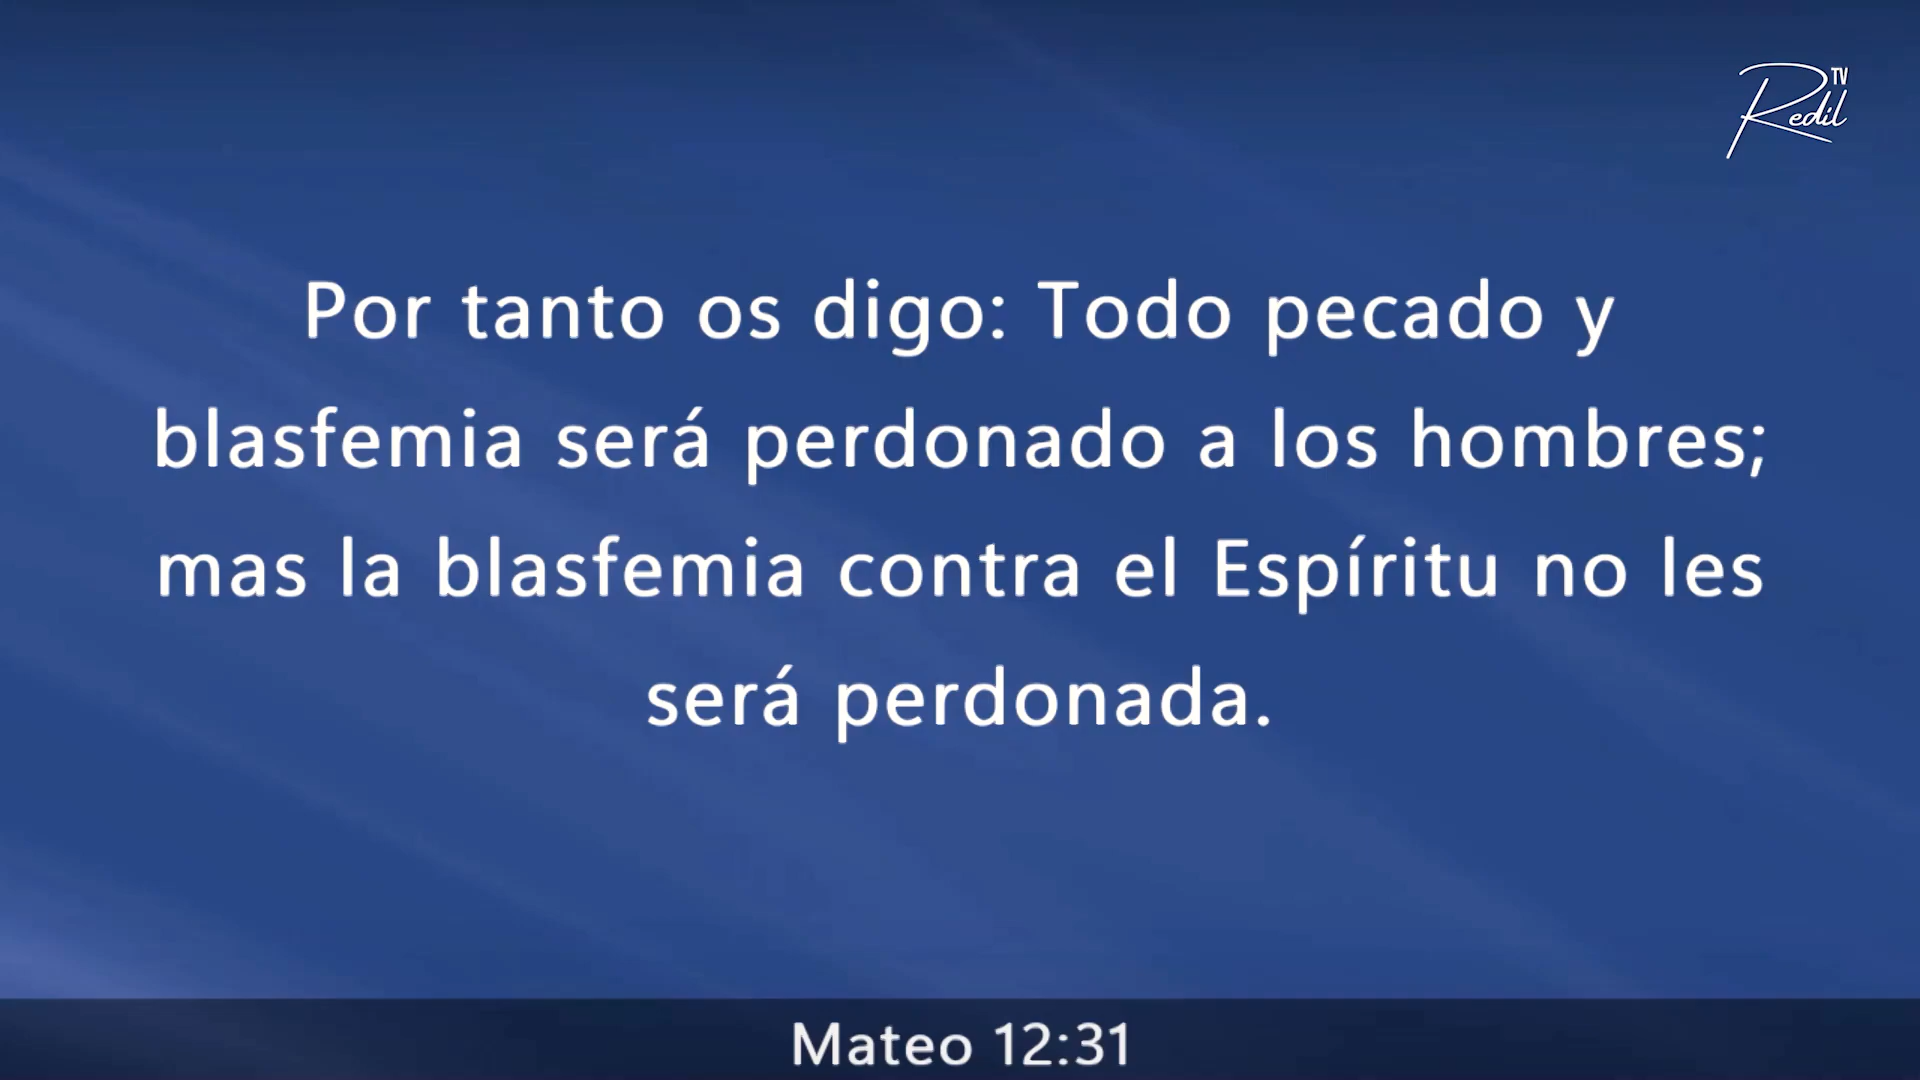 TV
Redil
Por tanto os digo: Todo pecado y
blasfemia será perdonado a los hombres;
mas la blasfemia contra el Espíritu no les
será perdonada.
Mateo 12:31